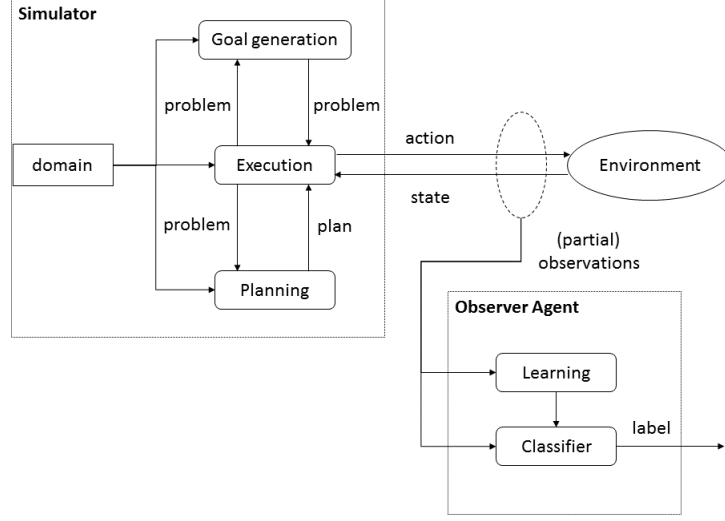 Simulator
Goal generation
problem
problem
domain
Execution
action
Environment
state
problem
plan
(partial)
observations
Planning
Observer Agent
Learning
Classifier
label